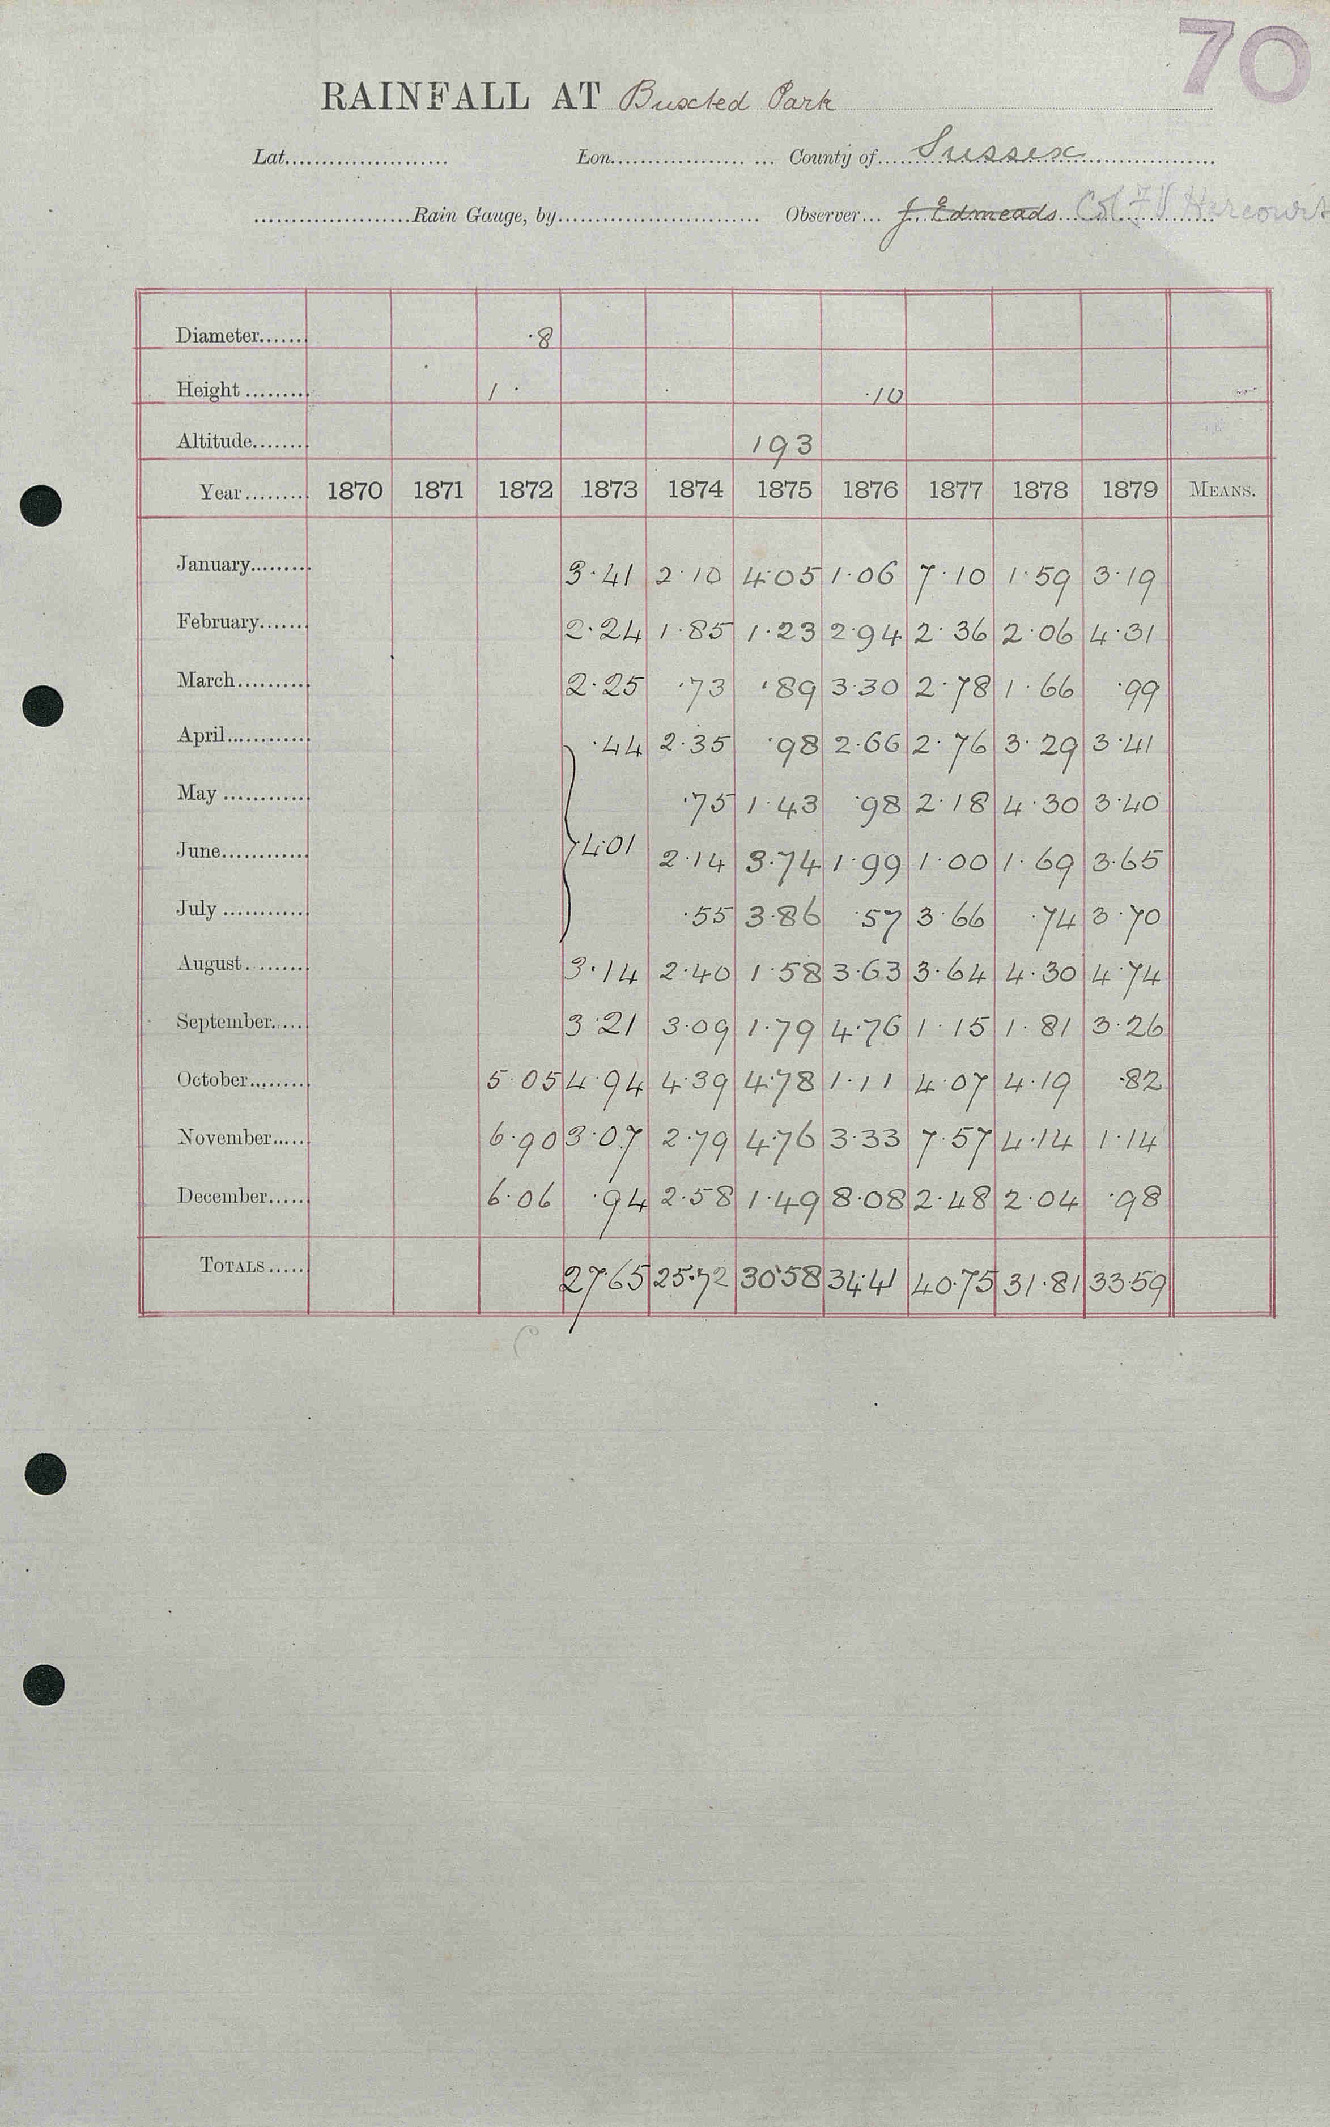 70
RAINFALL AT Buxted Park
Lat. Lon. County of Sussex
Rain Gauge, by Observer J. Edmeads Col. F V Harcourt
Diameter ·8
Height 1 ·10
Altitude 193
Year 1870 1871 1872 1873 1874 1875 1876 1877 1878 1879 MEANS.
January 3·41 2·10 4·05 1·06 7·10 1·59 3·19
February 2·24 1·85 1·23 2·94 2·36 2·06 4·31
March 2·25 ·73 ·89 3·30 2·78 1·66 ·99
April ·44 2·35 ·98 2·66 2·76 3·29 3·41
May ·75 1·43 ·98 2·18 4·30 3·40
June 4·01 2·14 3·74 1·99 1·00 1·69 3·65
July ·55 3·86 ·57 3·66 ·74 3·70
August 3·14 2·40 1·58 3·63 3·64 4·30 4·74
September 3·21 3·09 1·79 4·76 1·15 1·81 3·26
October 5·05 4·94 4·39 4·78 1·11 4·07 4·19 ·82
November 6·90 3·07 2·79 4·76 3·33 7·57 4·14 1·14
December 6·06 ·94 2·58 1·49 8·08 2·48 2·04 ·98
TOTALS 27·65 25·72 30·58 34·41 40·75 31·81 33·59